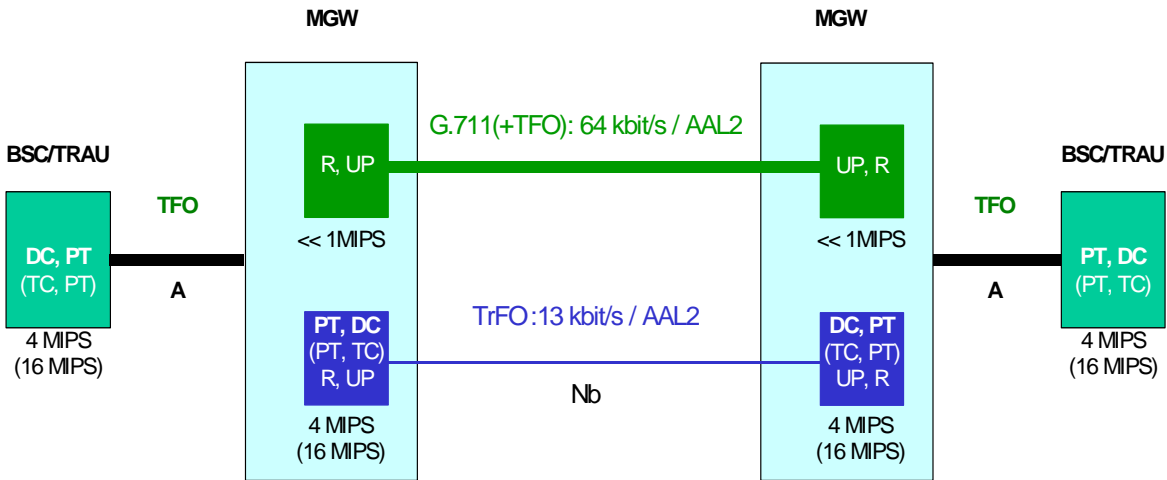 MGW
MGW
G.711(+TFO): 64 kbit/s / AAL2
BSC/TRAU
BSC/TRAU
R, UP
UP, R
TFO
TFO
<< 1MIPS
<< 1MIPS
DC, PT
(TC, PT)
PT, DC
(PT, TC)
A
A
4 MIPS
(16 MIPS)
4 MIPS
(16 MIPS)
TrFO:13 kbit/s / AAL2
PT, DC
(PT, TC)
R, UP
DC, PT
(TC, PT)
UP, R
Nb
4 MIPS
(16 MIPS)
4 MIPS
(16 MIPS)